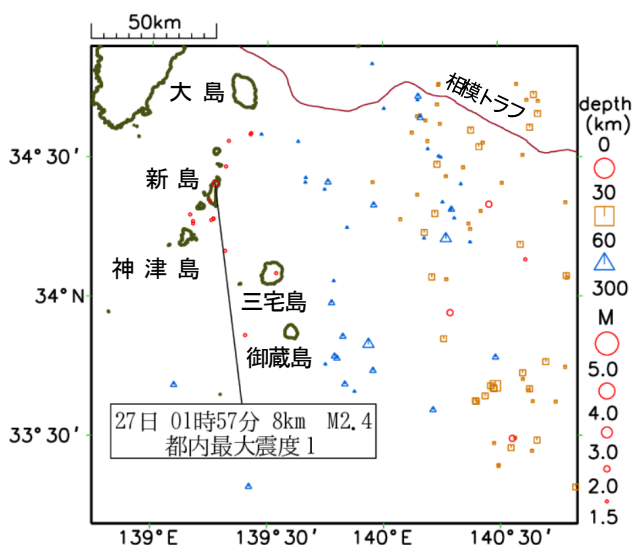 50km
大島
相模トラフ
新島
神津島
三宅島
御蔵島
27日 01時57分 8km M2.4
都内最大震度1
34°30'
34°N
33°30'
139°E
139°30'
140°E
140°30'
depth
(km)
0
30
60
300
M
5.0
4.0
3.0
2.0
1.5